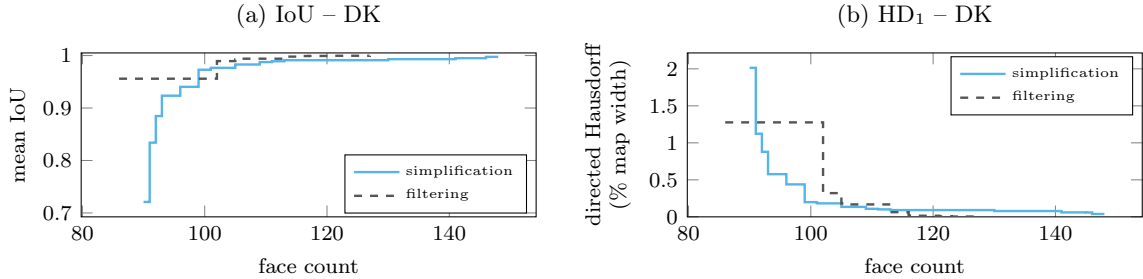 (a) IoU – DK
mean IoU
1
0.9
0.8
0.7
80
100
120
140
face count
simplification
filtering
(b) HD₁ – DK
directed Hausdorff
(% map width)
2
1.5
1
0.5
0
80
100
120
140
face count
simplification
filtering